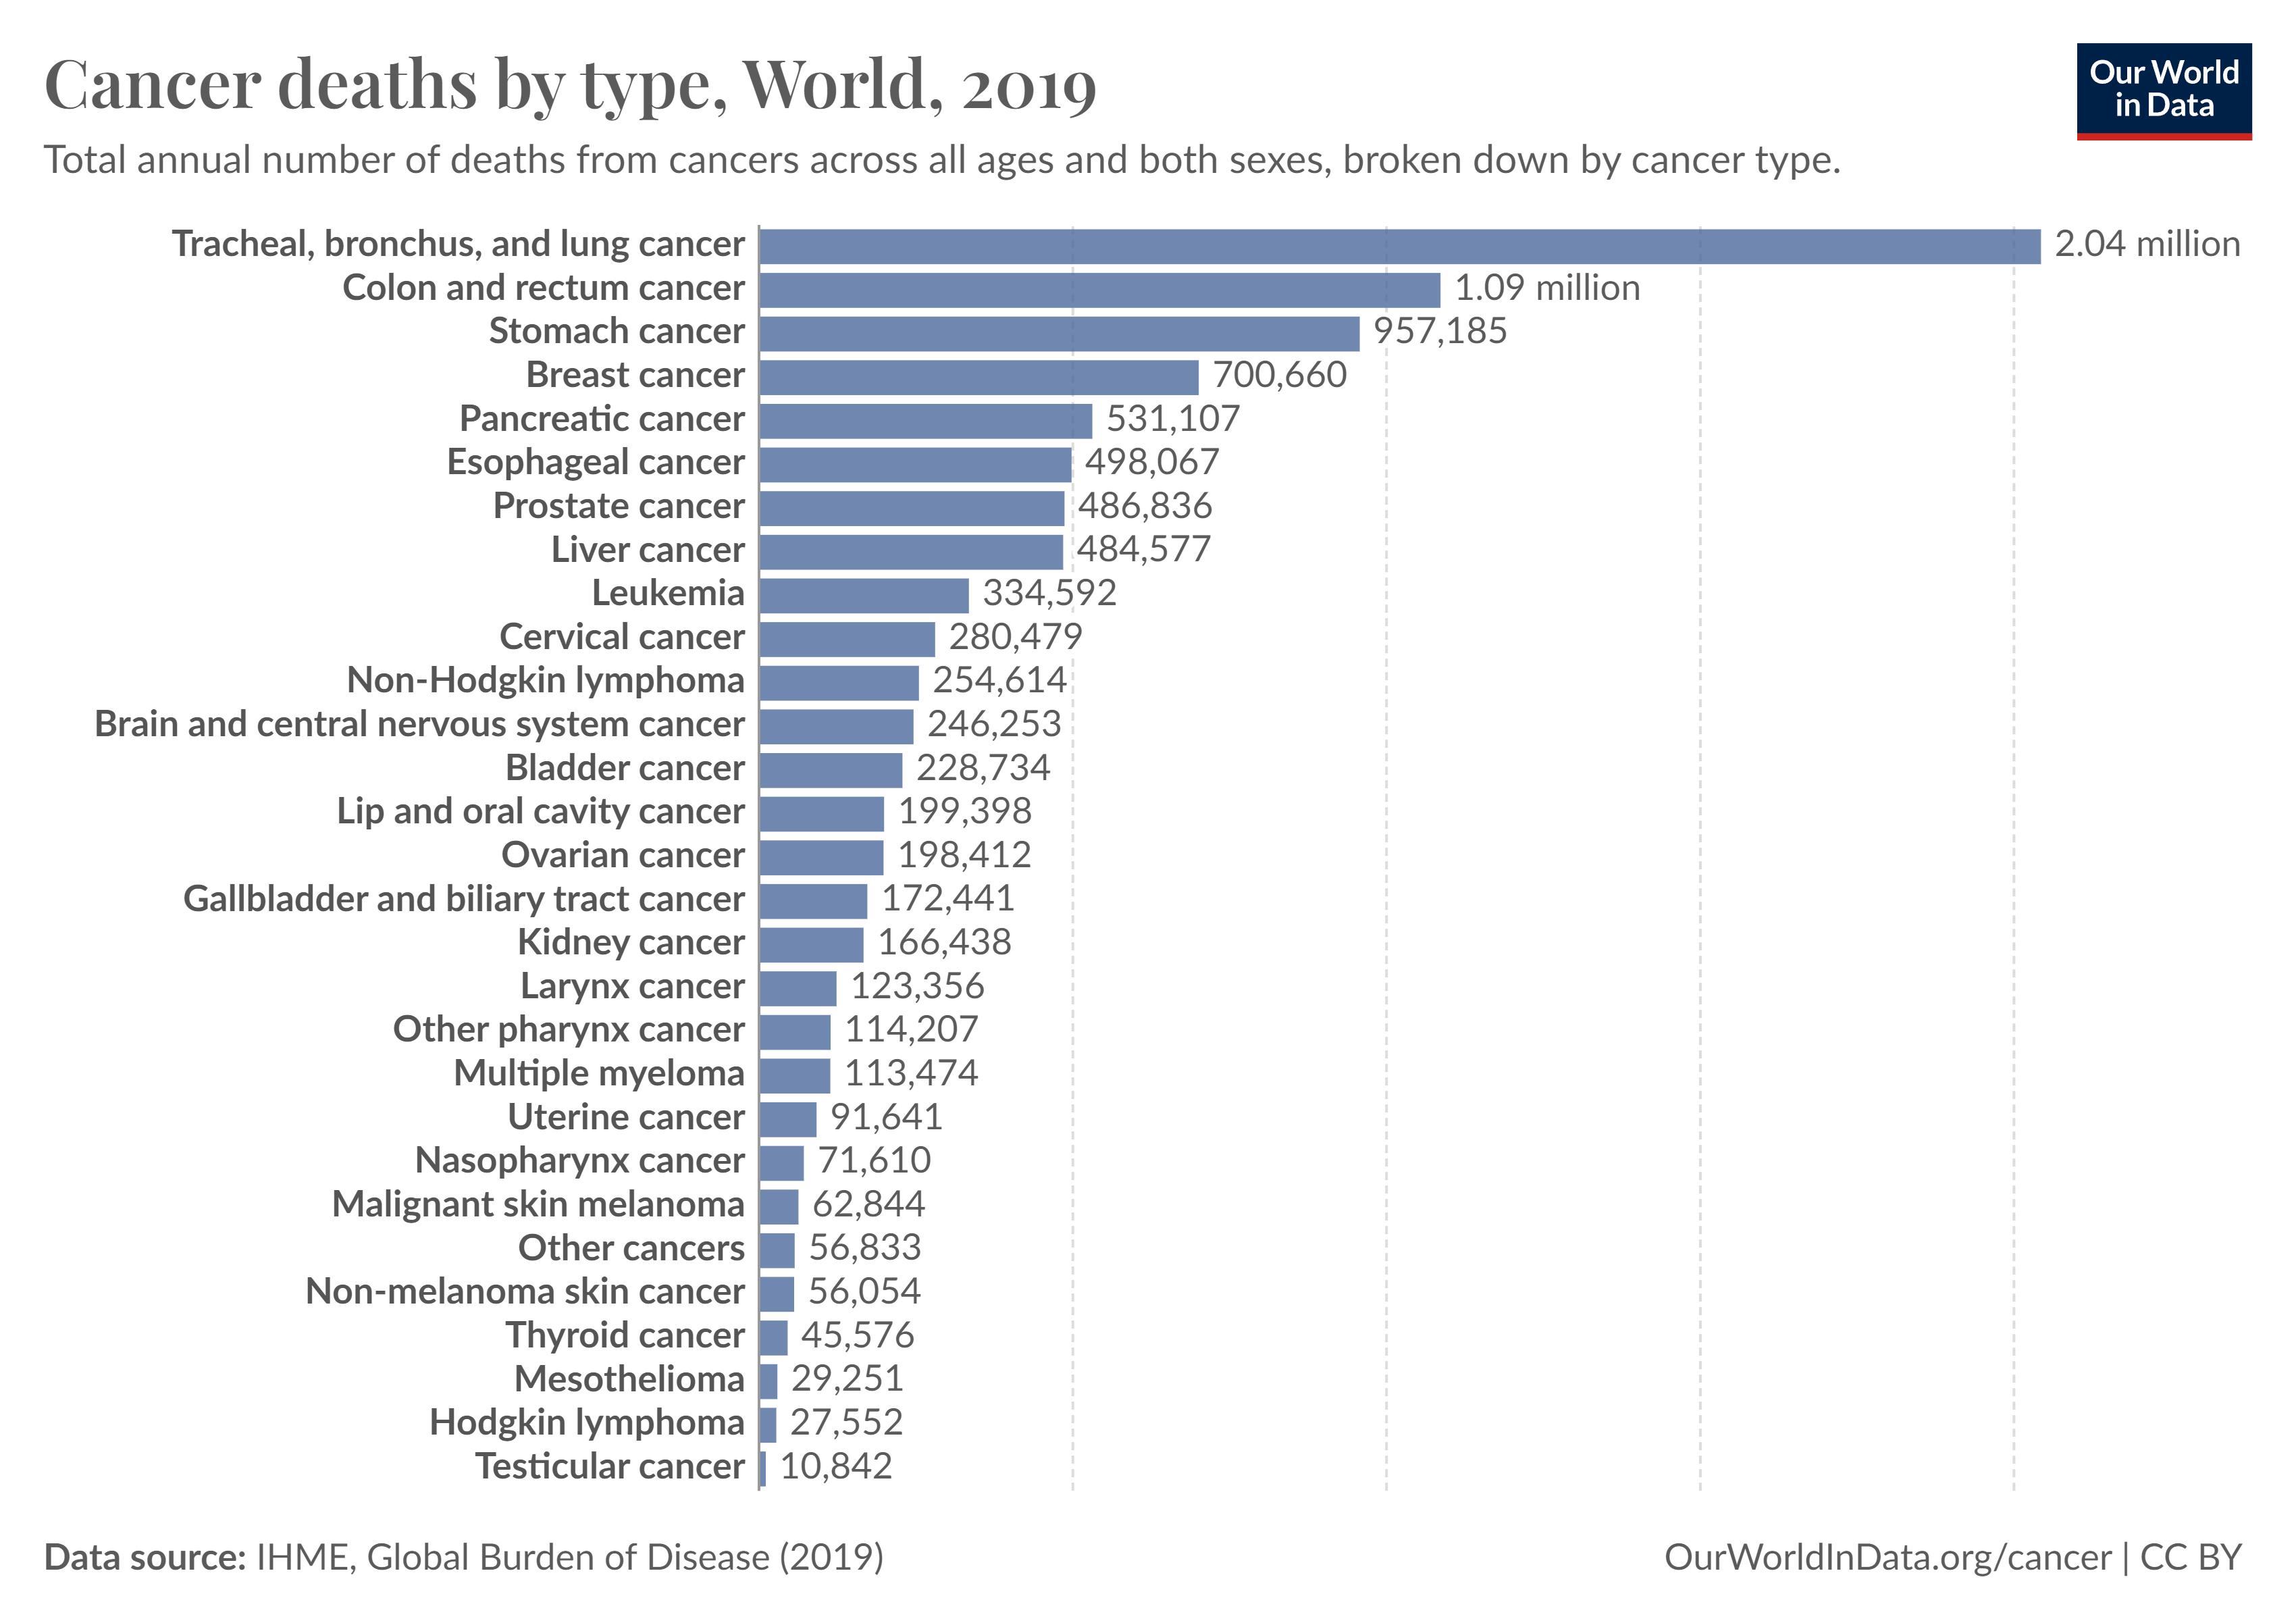 Cancer deaths by type, World, 2019
Our World
in Data
Total annual number of deaths from cancers across all ages and both sexes, broken down by cancer type.
Tracheal, bronchus, and lung cancer 2.04 million
Colon and rectum cancer 1.09 million
Stomach cancer 957,185
Breast cancer 700,660
Pancreatic cancer 531,107
Esophageal cancer 498,067
Prostate cancer 486,836
Liver cancer 484,577
Leukemia 334,592
Cervical cancer 280,479
Non-Hodgkin lymphoma 254,614
Brain and central nervous system cancer 246,253
Bladder cancer 228,734
Lip and oral cavity cancer 199,398
Ovarian cancer 198,412
Gallbladder and biliary tract cancer 172,441
Kidney cancer 166,438
Larynx cancer 123,356
Other pharynx cancer 114,207
Multiple myeloma 113,474
Uterine cancer 91,641
Nasopharynx cancer 71,610
Malignant skin melanoma 62,844
Other cancers 56,833
Non-melanoma skin cancer 56,054
Thyroid cancer 45,576
Mesothelioma 29,251
Hodgkin lymphoma 27,552
Testicular cancer 10,842
Data source: IHME, Global Burden of Disease (2019)
OurWorldInData.org/cancer | CC BY